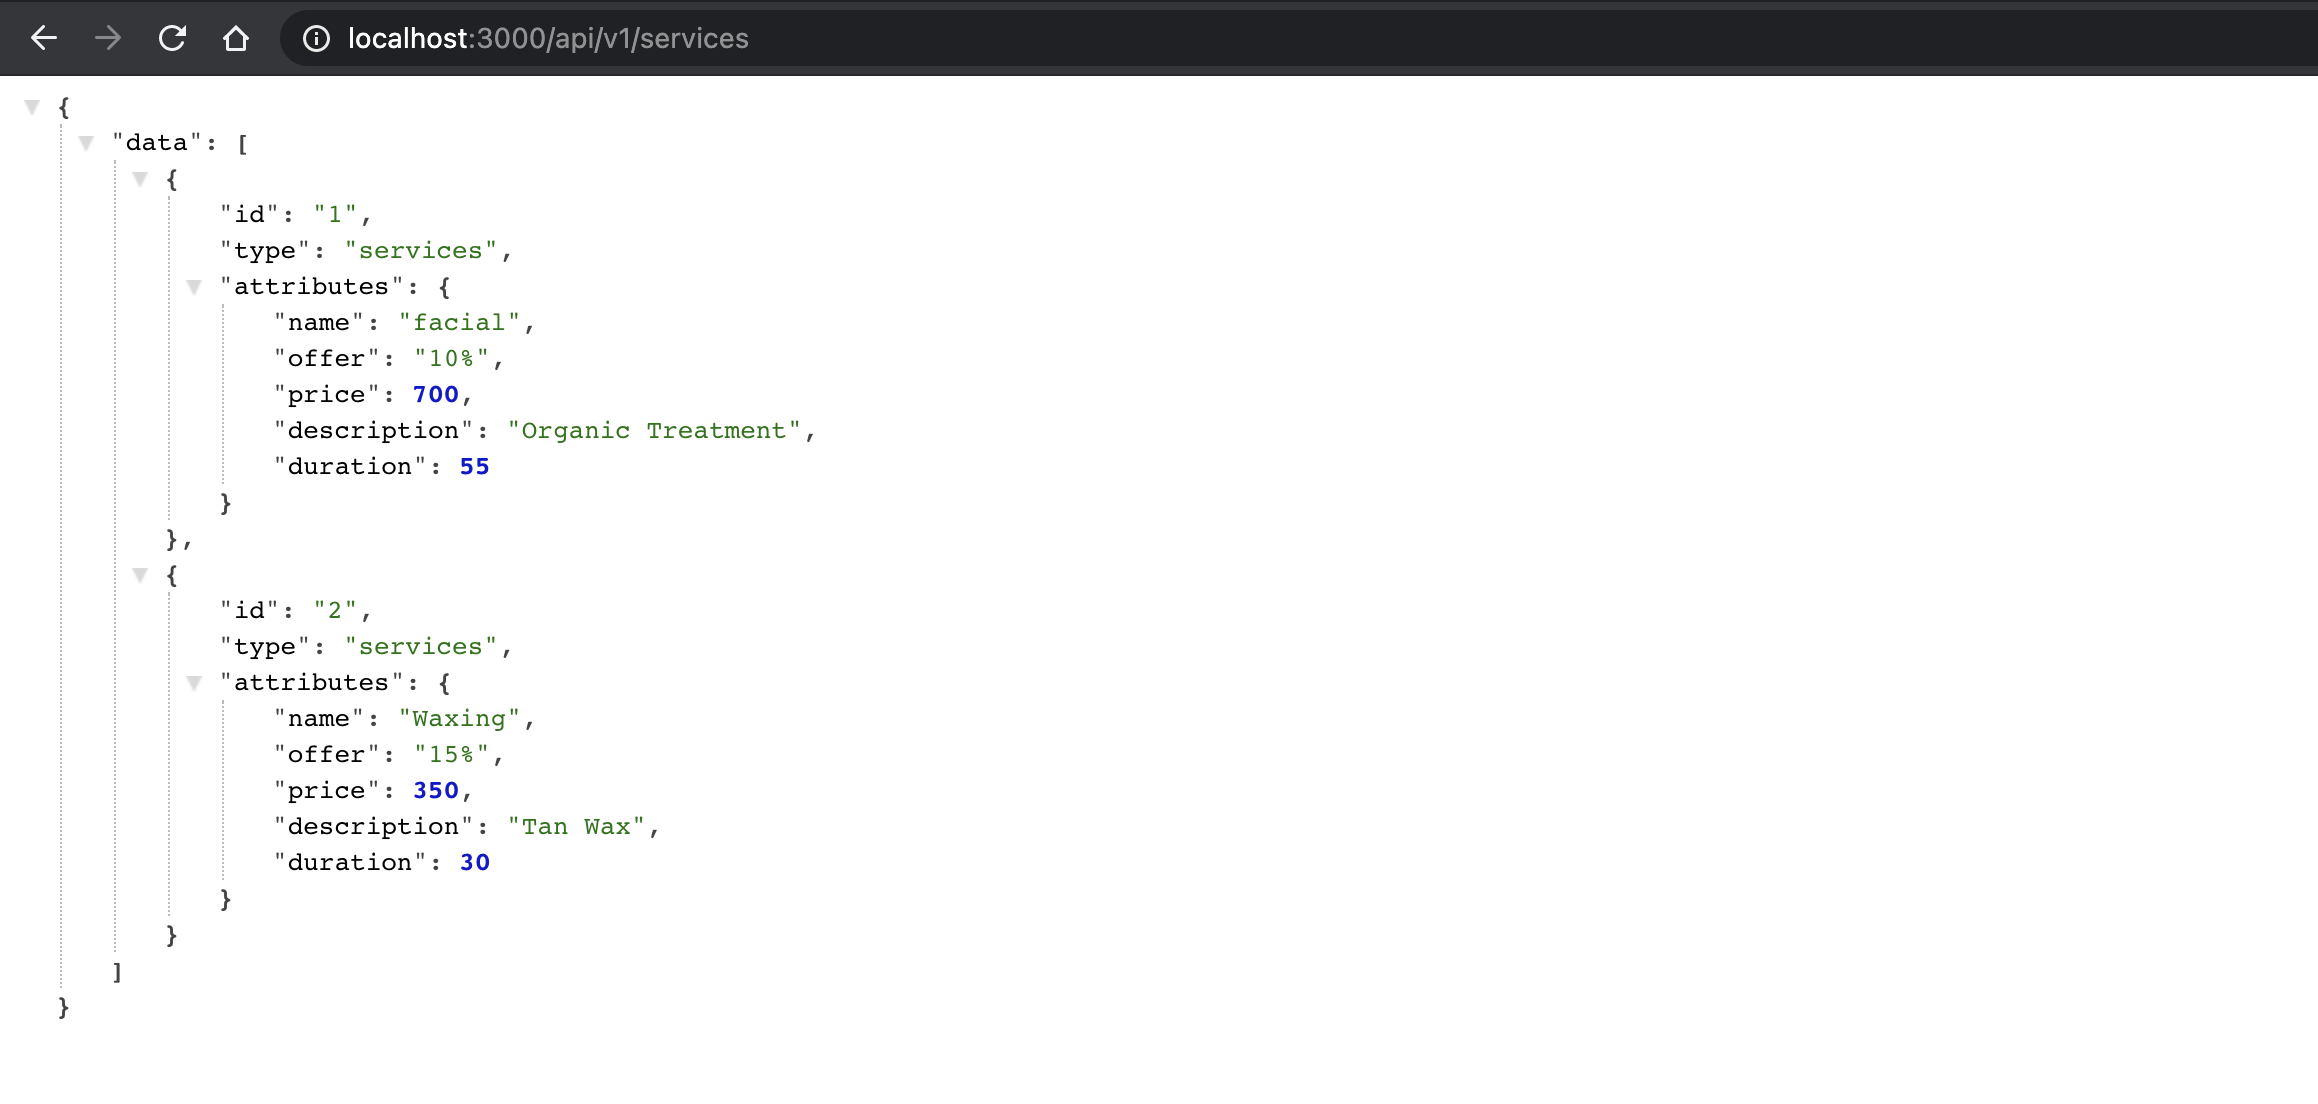 localhost:3000/api/v1/services
{
"data": [
{
"id": "1",
"type": "services",
"attributes": {
"name": "facial",
"offer": "10%",
"price": 700,
"description": "Organic Treatment",
"duration": 55
}
},
{
"id": "2",
"type": "services",
"attributes": {
"name": "Waxing",
"offer": "15%",
"price": 350,
"description": "Tan Wax",
"duration": 30
}
}
]
}